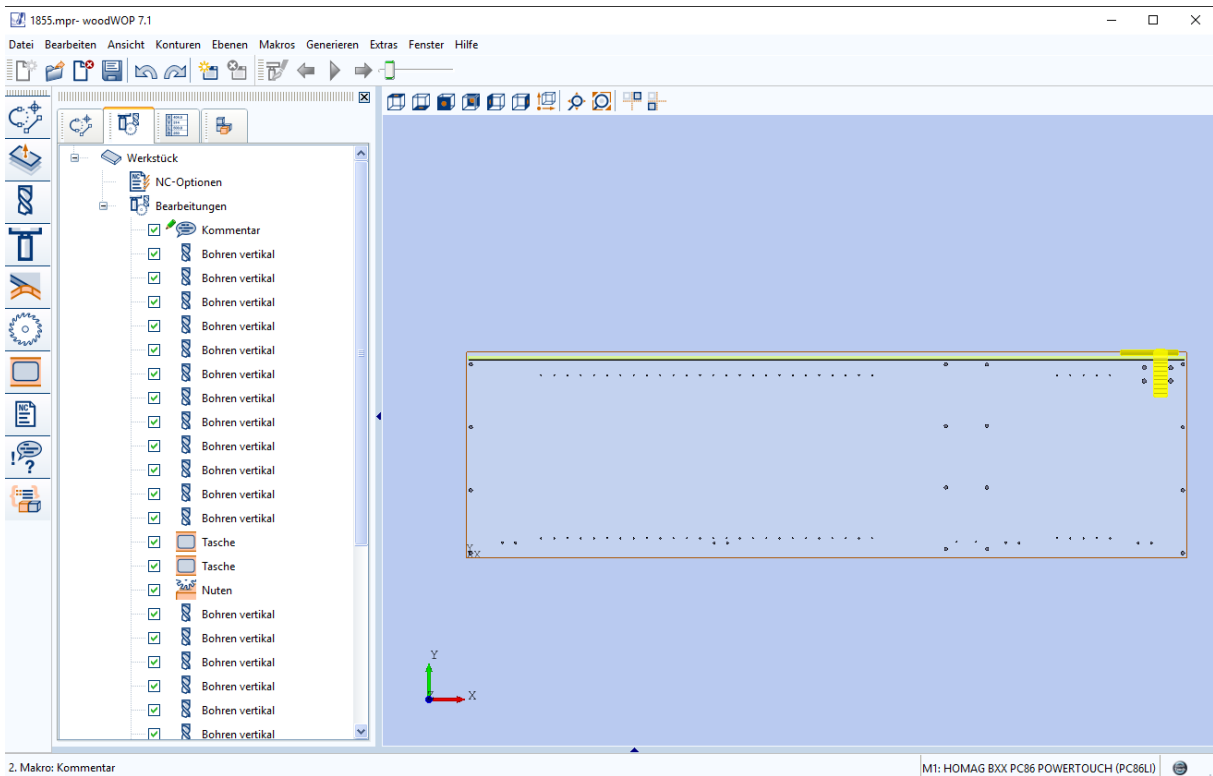 1855.mpr- woodWOP 7.1
Datei Bearbeiten Ansicht Konturen Ebenen Makros Generieren Extras Fenster Hilfe
Werkstück
NC-Optionen
Bearbeitungen
Kommentar
Bohren vertikal
Bohren vertikal
Bohren vertikal
Bohren vertikal
Bohren vertikal
Bohren vertikal
Bohren vertikal
Bohren vertikal
Bohren vertikal
Bohren vertikal
Bohren vertikal
Bohren vertikal
Tasche
Tasche
Nuten
Bohren vertikal
Bohren vertikal
Bohren vertikal
Bohren vertikal
Bohren vertikal
Bohren vertikal
NC
Y
X
Y
X
2. Makro: Kommentar
M1: HOMAG BXX PC86 POWERTOUCH (PC86LI)